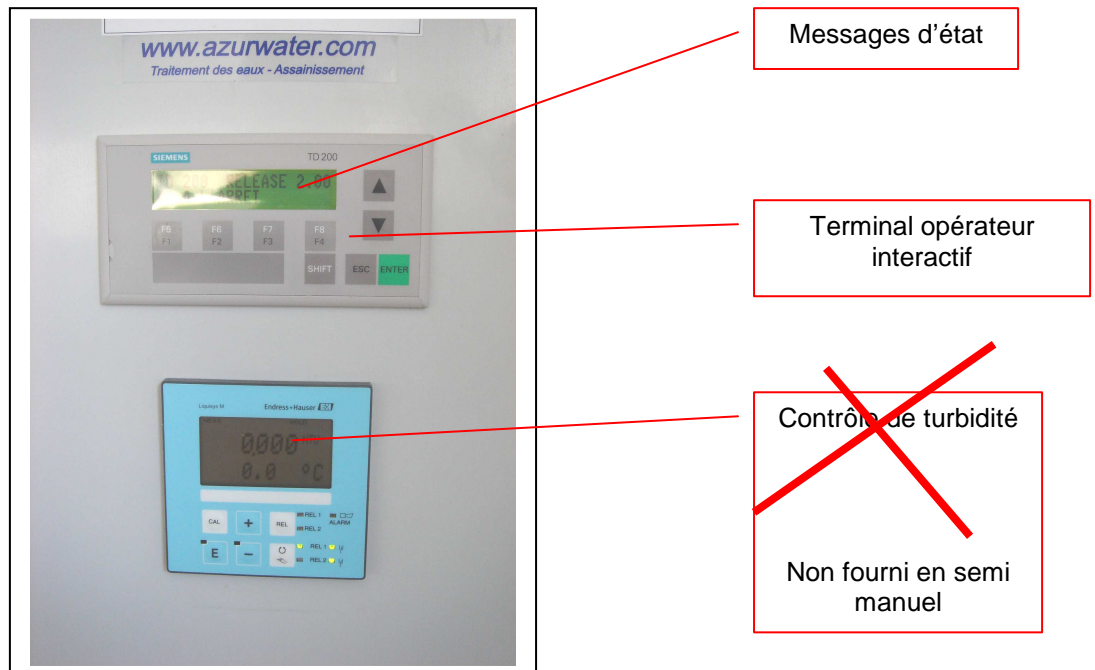 www.azurwater.com
Traitement des eaux - Assainissement
SIEMENS
TD 200
RELEASE 2.00
ARRET
F5 F6 F7 F8
F1 F2 F3 F4
SHIFT ESC ENTER
Messages d'état
Terminal opérateur
interactif
Liquisys M
Endress+Hauser EH
0.000
0.0 °C
CAL + REL
REL 1
ALARM
REL 2
E -
REL 1
REL 2
Contrôle de turbidité
Non fourni en semi
manuel